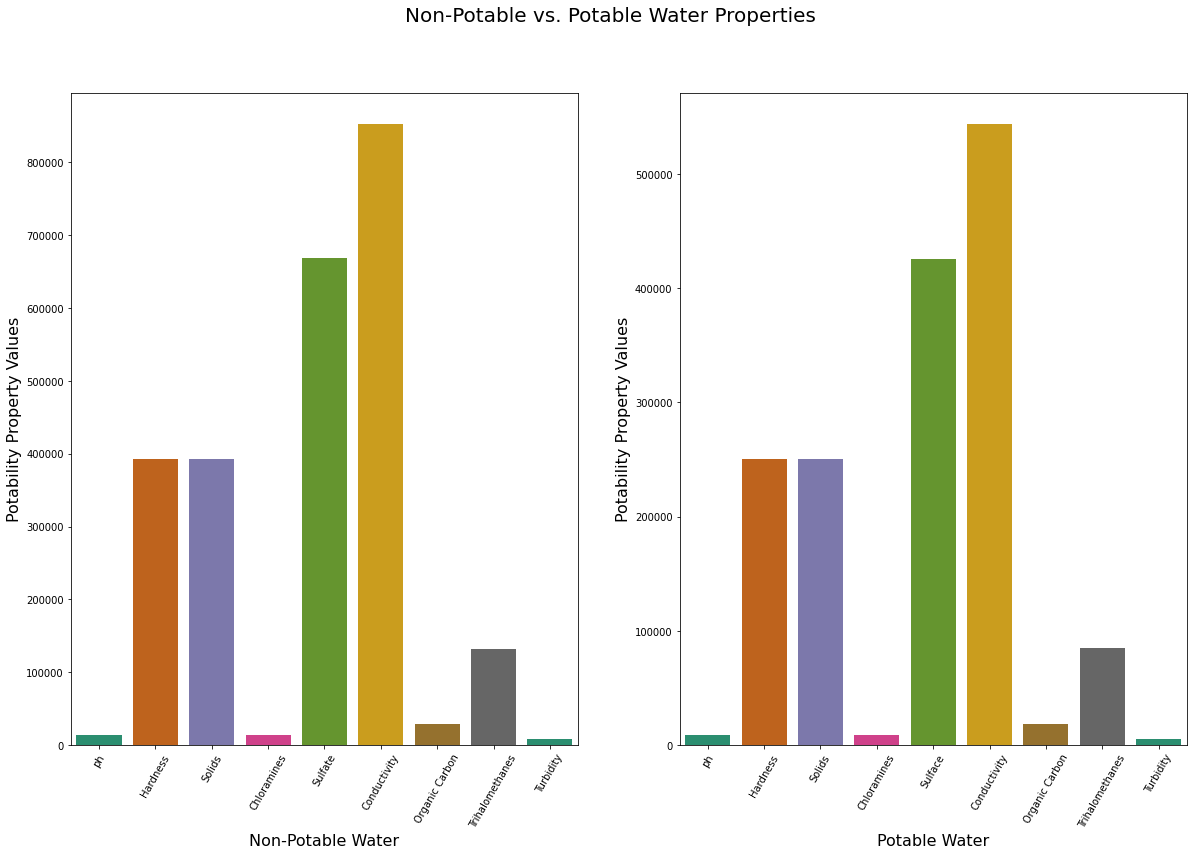 Non-Potable vs. Potable Water Properties
Potability Property Values
800000
700000
600000
500000
400000
300000
200000
100000
0
ph
Hardness
Solids
Chloramines
Sulfate
Conductivity
Organic Carbon
Trihalomethanes
Turbidity
Non-Potable Water
Potability Property Values
500000
400000
300000
200000
100000
0
ph
Hardness
Solids
Chloramines
Sulface
Conductivity
Organic Carbon
Trihalomethanes
Turbidity
Potable Water